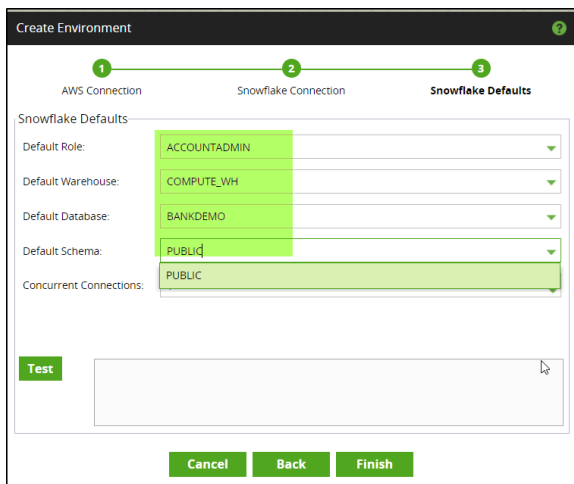 Create Environment
?
1 2 3
AWS Connection Snowflake Connection Snowflake Defaults
Snowflake Defaults
Default Role: ACCOUNTADMIN
Default Warehouse: COMPUTE_WH
Default Database: BANKDEMO
Default Schema: PUBLIC
PUBLIC
Concurrent Connections:
Test
Cancel Back Finish